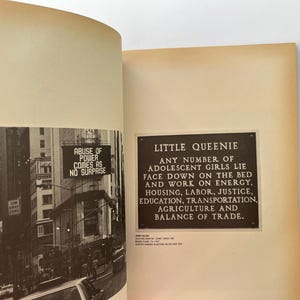 ABUSE OF
POWER
COMES AS
NO SURPRISE
LITTLE QUEENIE
ANY NUMBER OF
ADOLESCENT GIRLS LIE
FACE DOWN ON THE BED
AND WORK ON ENERGY,
HOUSING, LABOR, JUSTICE,
EDUCATION, TRANSPORTATION,
AGRICULTURE AND
BALANCE OF TRADE.